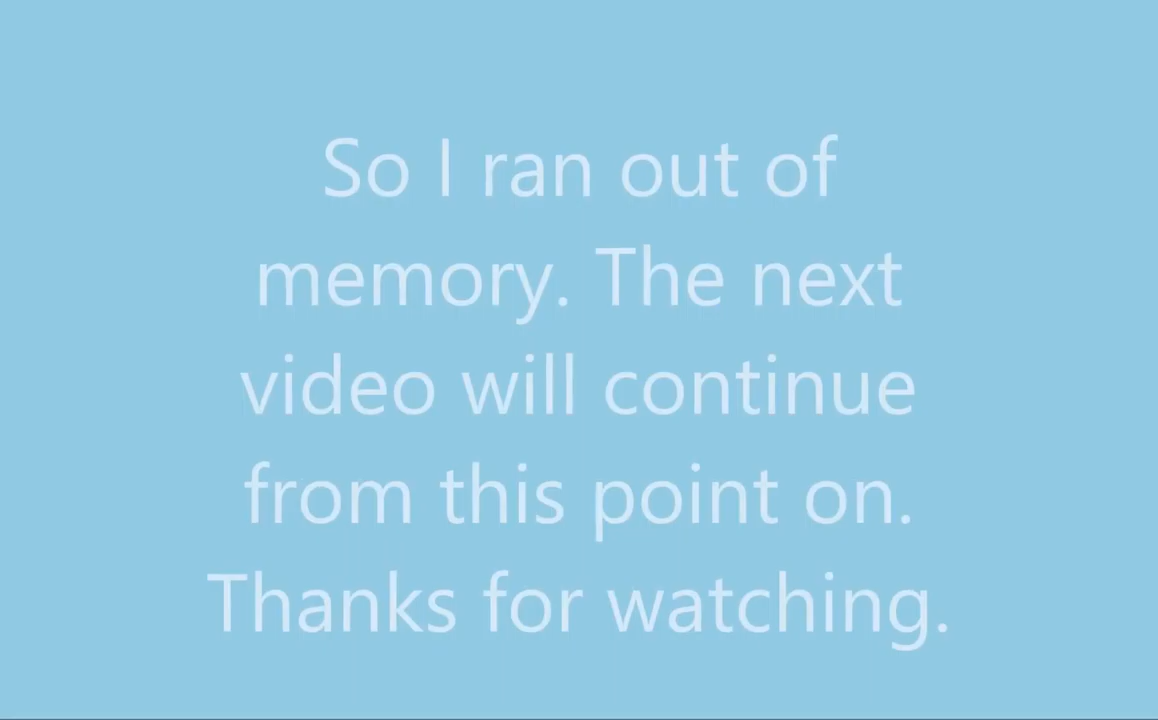 So I ran out of
memory. The next
video will continue
from this point on.
Thanks for watching.